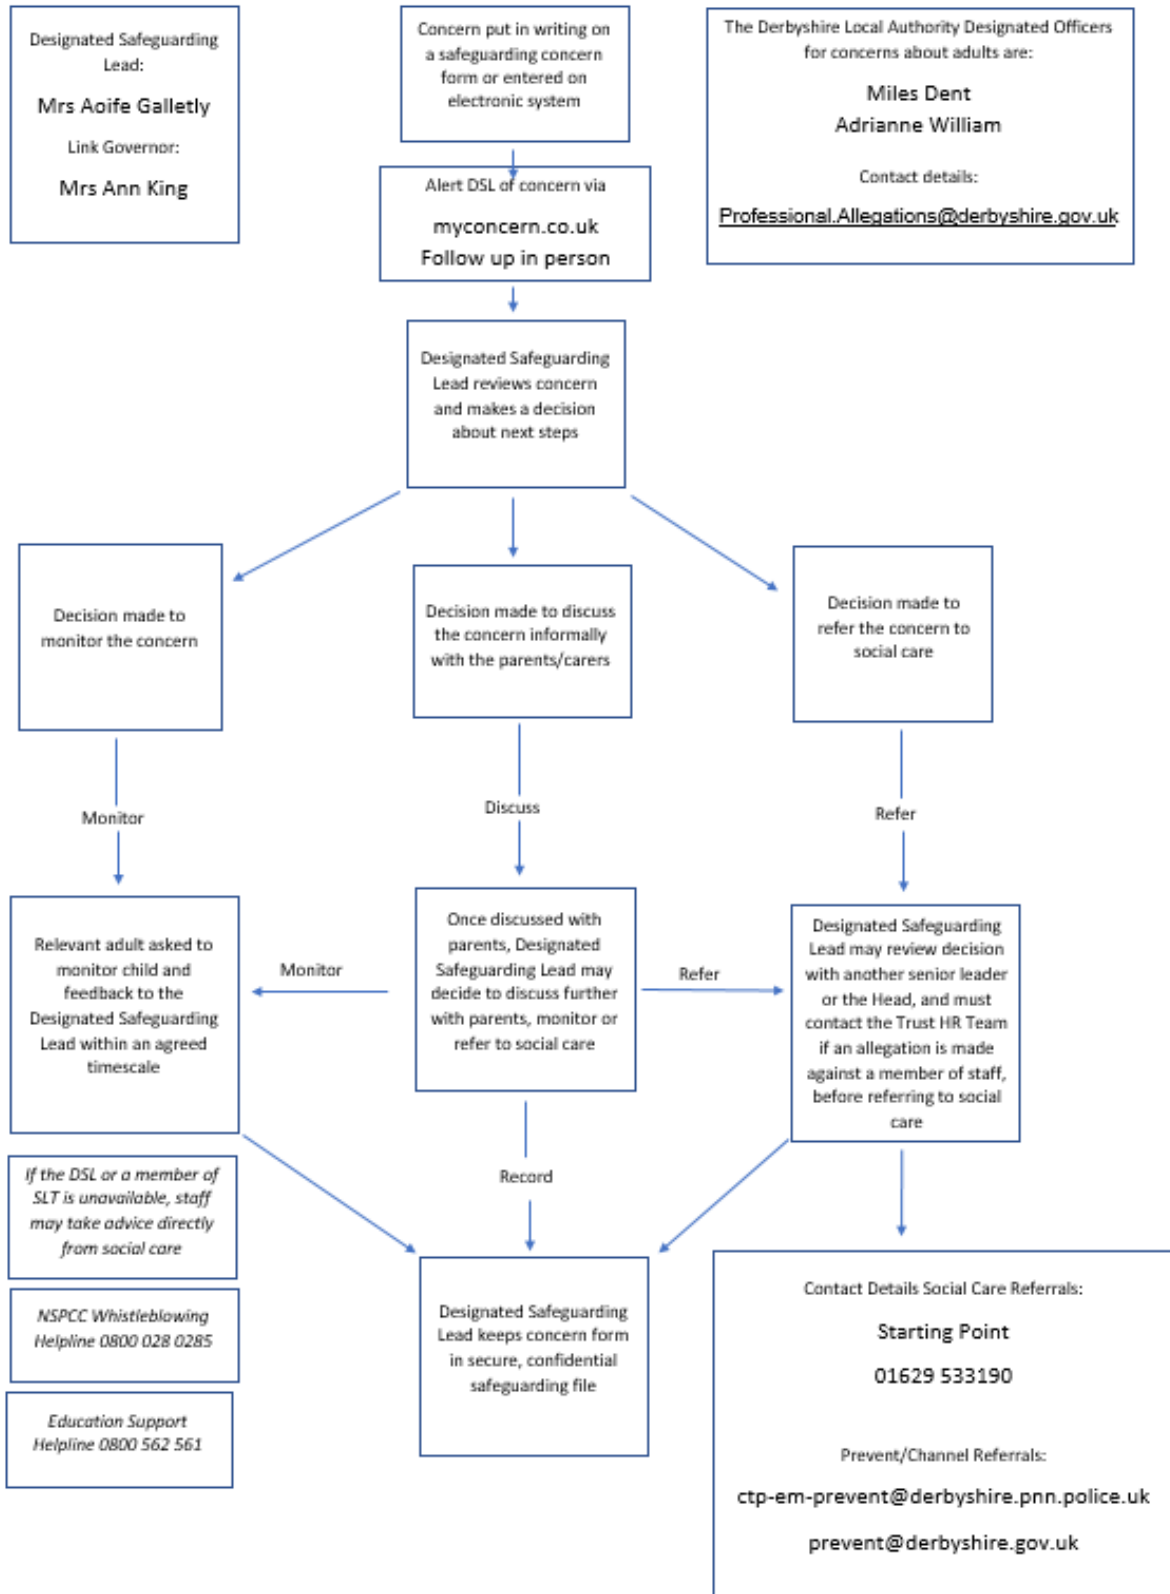 Designated Safeguarding
Lead:
Mrs Aoife Galletly
Link Governor:
Mrs Ann King
Concern put in writing on
a safeguarding concern
form or entered on
electronic system
The Derbyshire Local Authority Designated Officers
for concerns about adults are:
Miles Dent
Adrianne William
Contact details:
Professional.Allegations@derbyshire.gov.uk
Alert DSL of concern via
myconcern.co.uk
Follow up in person
Designated Safeguarding
Lead reviews concern
and makes a decision
about next steps
Decision made to
monitor the concern
Decision made to discuss
the concern informally
with the parents/carers
Decision made to
refer the concern to
social care
Monitor
Discuss
Refer
Relevant adult asked to
monitor child and
feedback to the
Designated Safeguarding
Lead within an agreed
timescale
Monitor
Once discussed with
parents, Designated
Safeguarding Lead may
decide to discuss further
with parents, monitor or
refer to social care
Refer
Designated Safeguarding
Lead may review decision
with another senior leader
or the Head, and must
contact the Trust HR Team
if an allegation is made
against a member of staff,
before referring to social
care
Record
If the DSL or a member of
SLT is unavailable, staff
may take advice directly
from social care
NSPCC Whistleblowing
Helpline 0800 028 0285
Education Support
Helpline 0800 562 561
Designated Safeguarding
Lead keeps concern form
in secure, confidential
safeguarding file
Contact Details Social Care Referrals:
Starting Point
01629 533190
Prevent/Channel Referrals:
ctp-em-prevent@derbyshire.pnn.police.uk
prevent@derbyshire.gov.uk